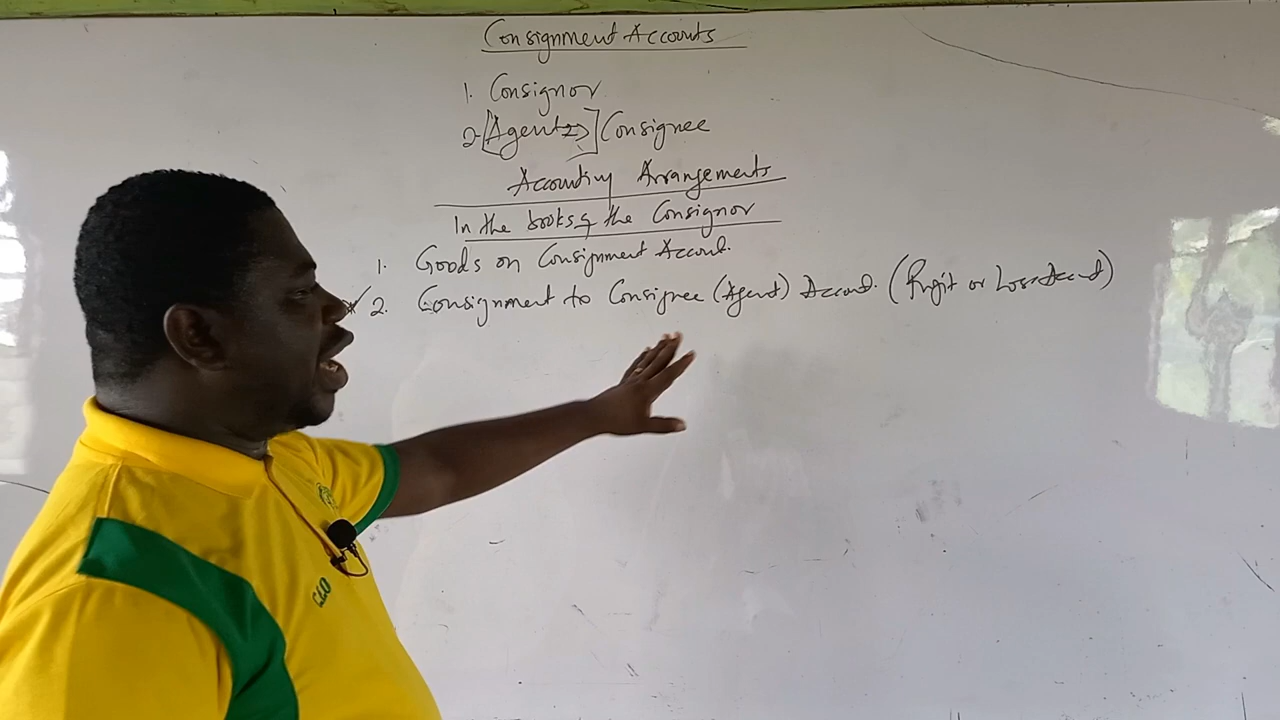 Consignment Accounts
1. Consignor
2. [Agents] Consignee
Accounting Arrangements
In the books of the Consignor
1. Goods on Consignment Account.
2. Consignment to Consignee (Agent) Account. (Profit or Loss Account)
C.E.O